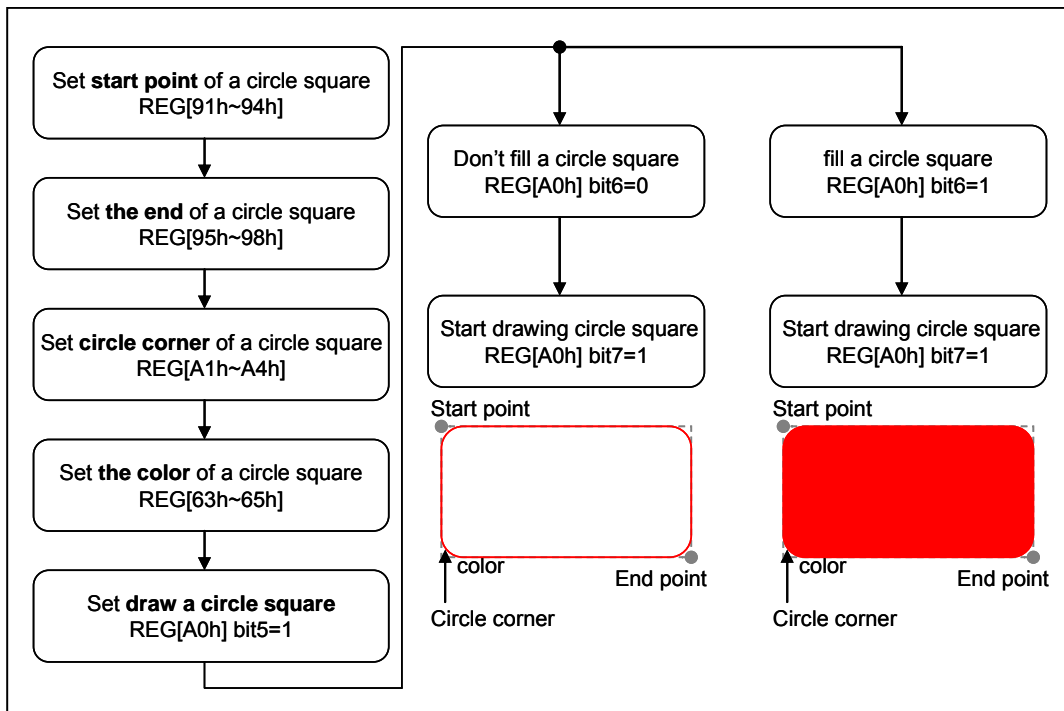 Set start point of a circle square
REG[91h~94h]
Set the end of a circle square
REG[95h~98h]
Set circle corner of a circle square
REG[A1h~A4h]
Set the color of a circle square
REG[63h~65h]
Set draw a circle square
REG[A0h] bit5=1
Don't fill a circle square
REG[A0h] bit6=0
Start drawing circle square
REG[A0h] bit7=1
Start point
color
End point
Circle corner
fill a circle square
REG[A0h] bit6=1
Start drawing circle square
REG[A0h] bit7=1
Start point
color
End point
Circle corner